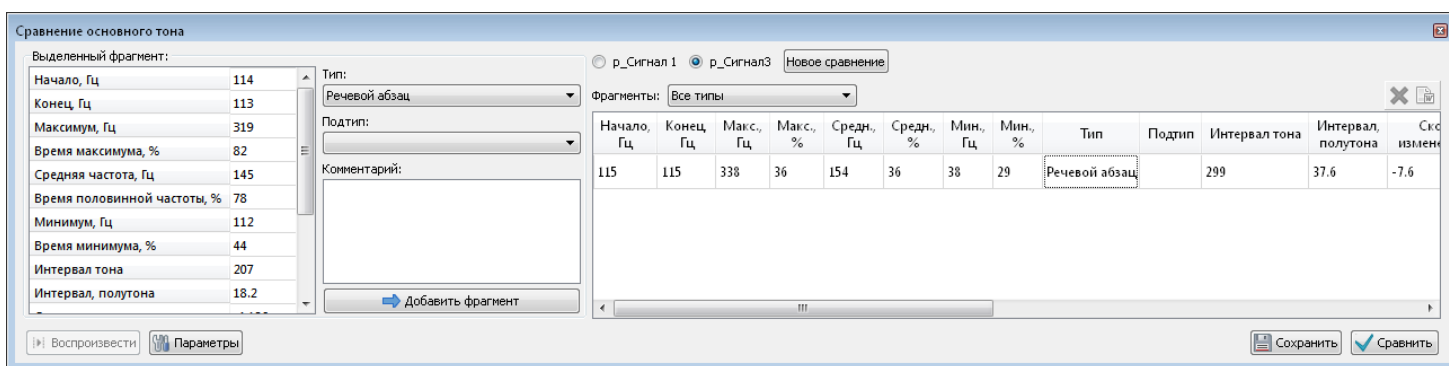 Сравнение основного тона
Выделенный фрагмент:
Начало, Гц 114
Конец, Гц 113
Максимум, Гц 319
Время максимума, % 82
Средняя частота, Гц 145
Время половинной частоты, % 78
Минимум, Гц 112
Время минимума, % 44
Интервал тона 207
Интервал, полутона 18.2
Тип:
Речевой абзац
Подтип:
Комментарий:
Добавить фрагмент
Воспроизвести Параметры
р_Сигнал 1 р_Сигнал3 Новое сравнение
Фрагменты: Все типы
Начало, Гц Конец, Гц Макс., Гц Макс., % Средн., Гц Средн., % Мин., Гц Мин., % Тип Подтип Интервал тона Интервал, полутона Ско измене
115 115 338 36 154 36 38 29 Речевой абзац 299 37.6 -7.6
Сохранить Сравнить